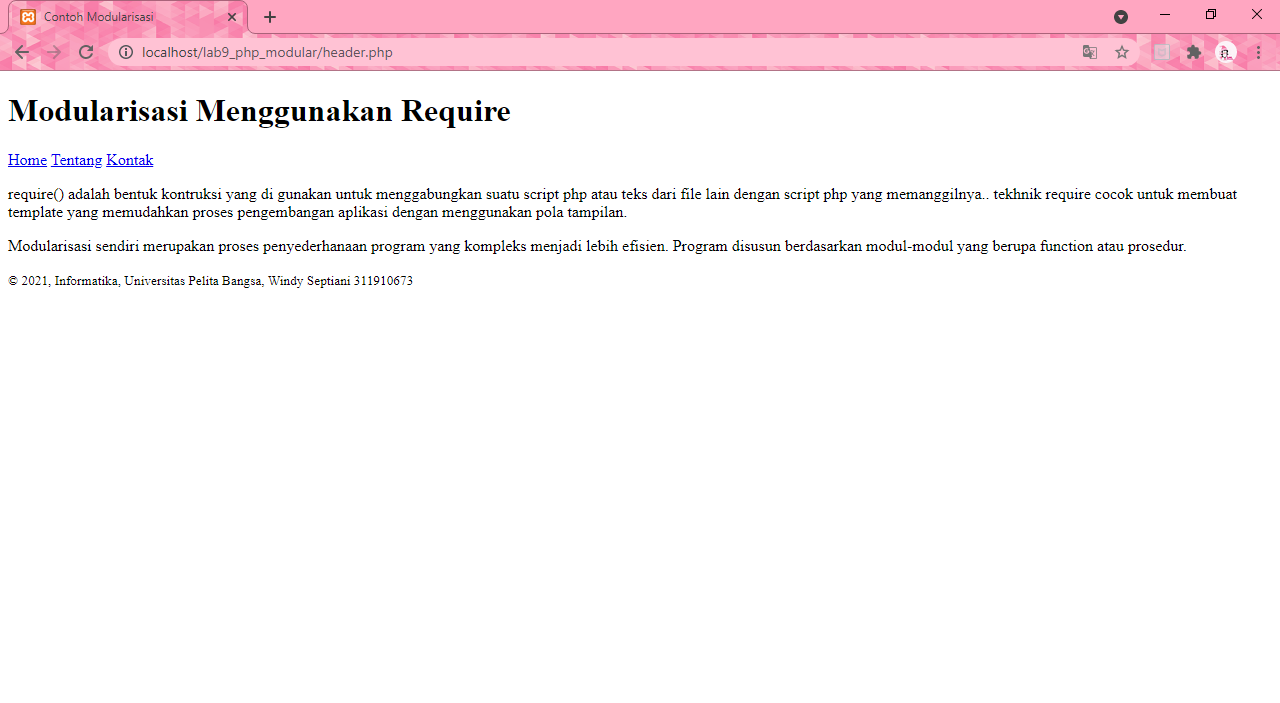 Contoh Modularisasi
localhost/lab9_php_modular/header.php
Modularisasi Menggunakan Require
Home Tentang Kontak
require() adalah bentuk kontruksi yang di gunakan untuk menggabungkan suatu script php atau teks dari file lain dengan script php yang memanggilnya.. tekhnik require cocok untuk membuat
template yang memudahkan proses pengembangan aplikasi dengan menggunakan pola tampilan.
Modularisasi sendiri merupakan proses penyederhanaan program yang kompleks menjadi lebih efisien. Program disusun berdasarkan modul-modul yang berupa function atau prosedur.
© 2021, Informatika, Universitas Pelita Bangsa, Windy Septiani 311910673